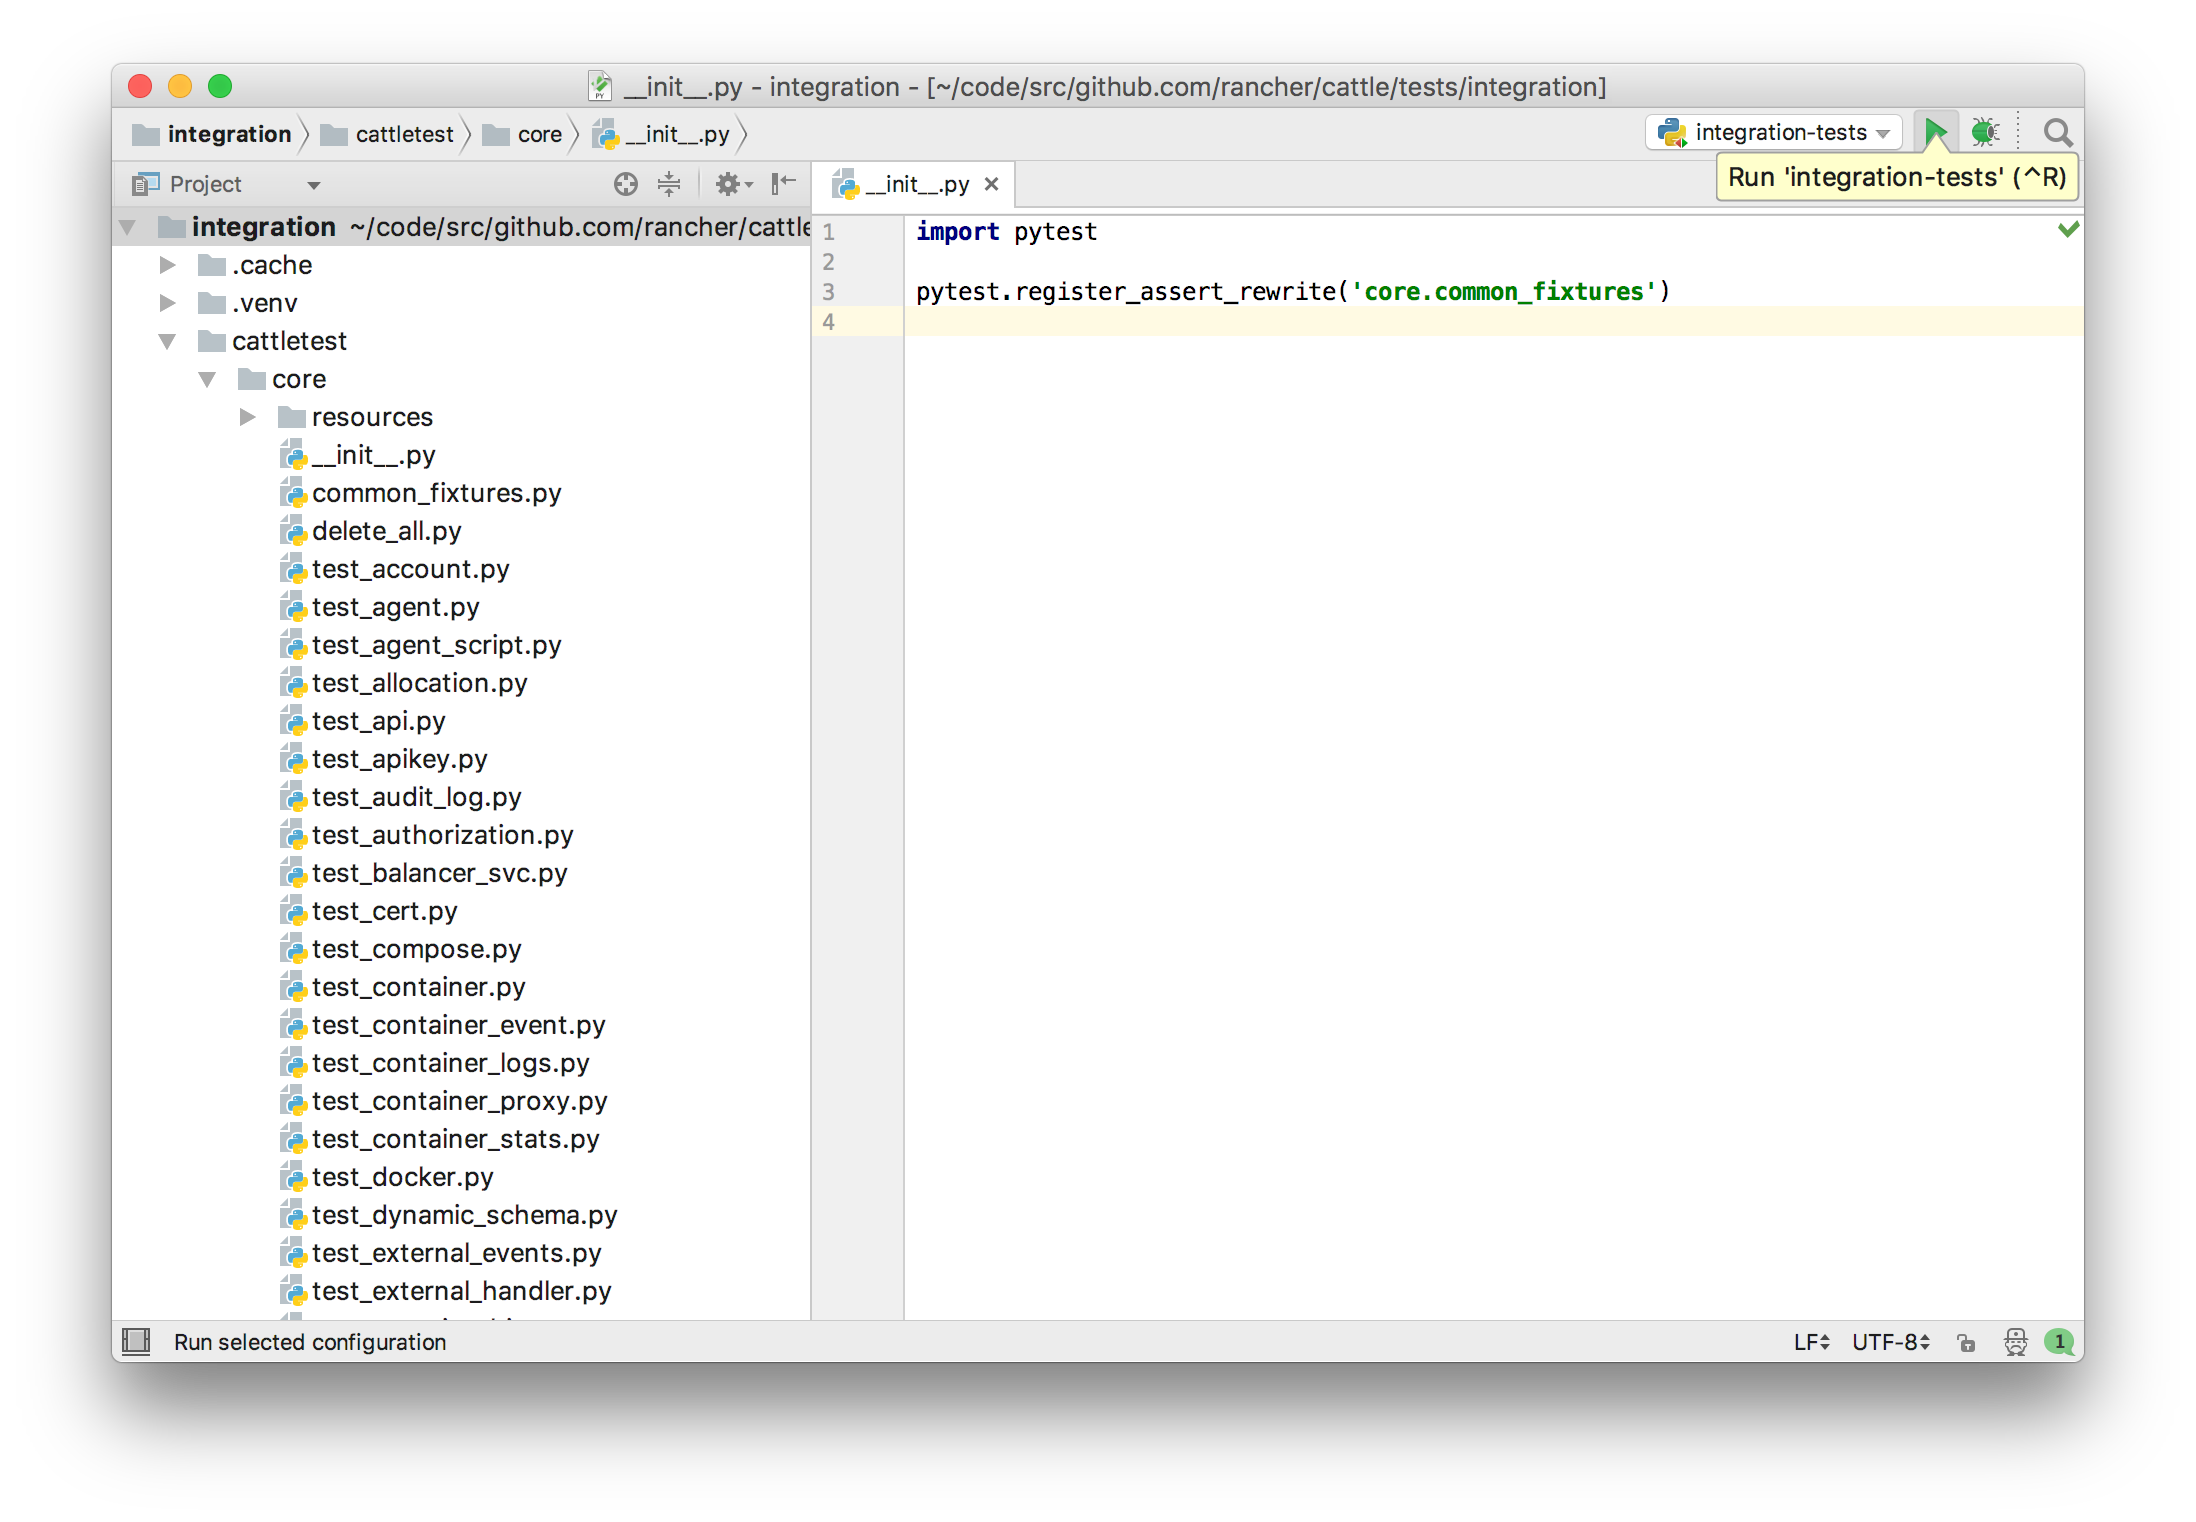 __init__.py - integration - [~/code/src/github.com/rancher/cattle/tests/integration]
integration cattletest core __init__.py
integration-tests
Run 'integration-tests' (^R)
Project
__init__.py
integration ~/code/src/github.com/rancher/cattle
.cache
.venv
cattletest
core
resources
__init__.py
common_fixtures.py
delete_all.py
test_account.py
test_agent.py
test_agent_script.py
test_allocation.py
test_api.py
test_apikey.py
test_audit_log.py
test_authorization.py
test_balancer_svc.py
test_cert.py
test_compose.py
test_container.py
test_container_event.py
test_container_logs.py
test_container_proxy.py
test_container_stats.py
test_docker.py
test_dynamic_schema.py
test_external_events.py
test_external_handler.py
1 import pytest
2
3 pytest.register_assert_rewrite('core.common_fixtures')
4
Run selected configuration
LF UTF-8 1